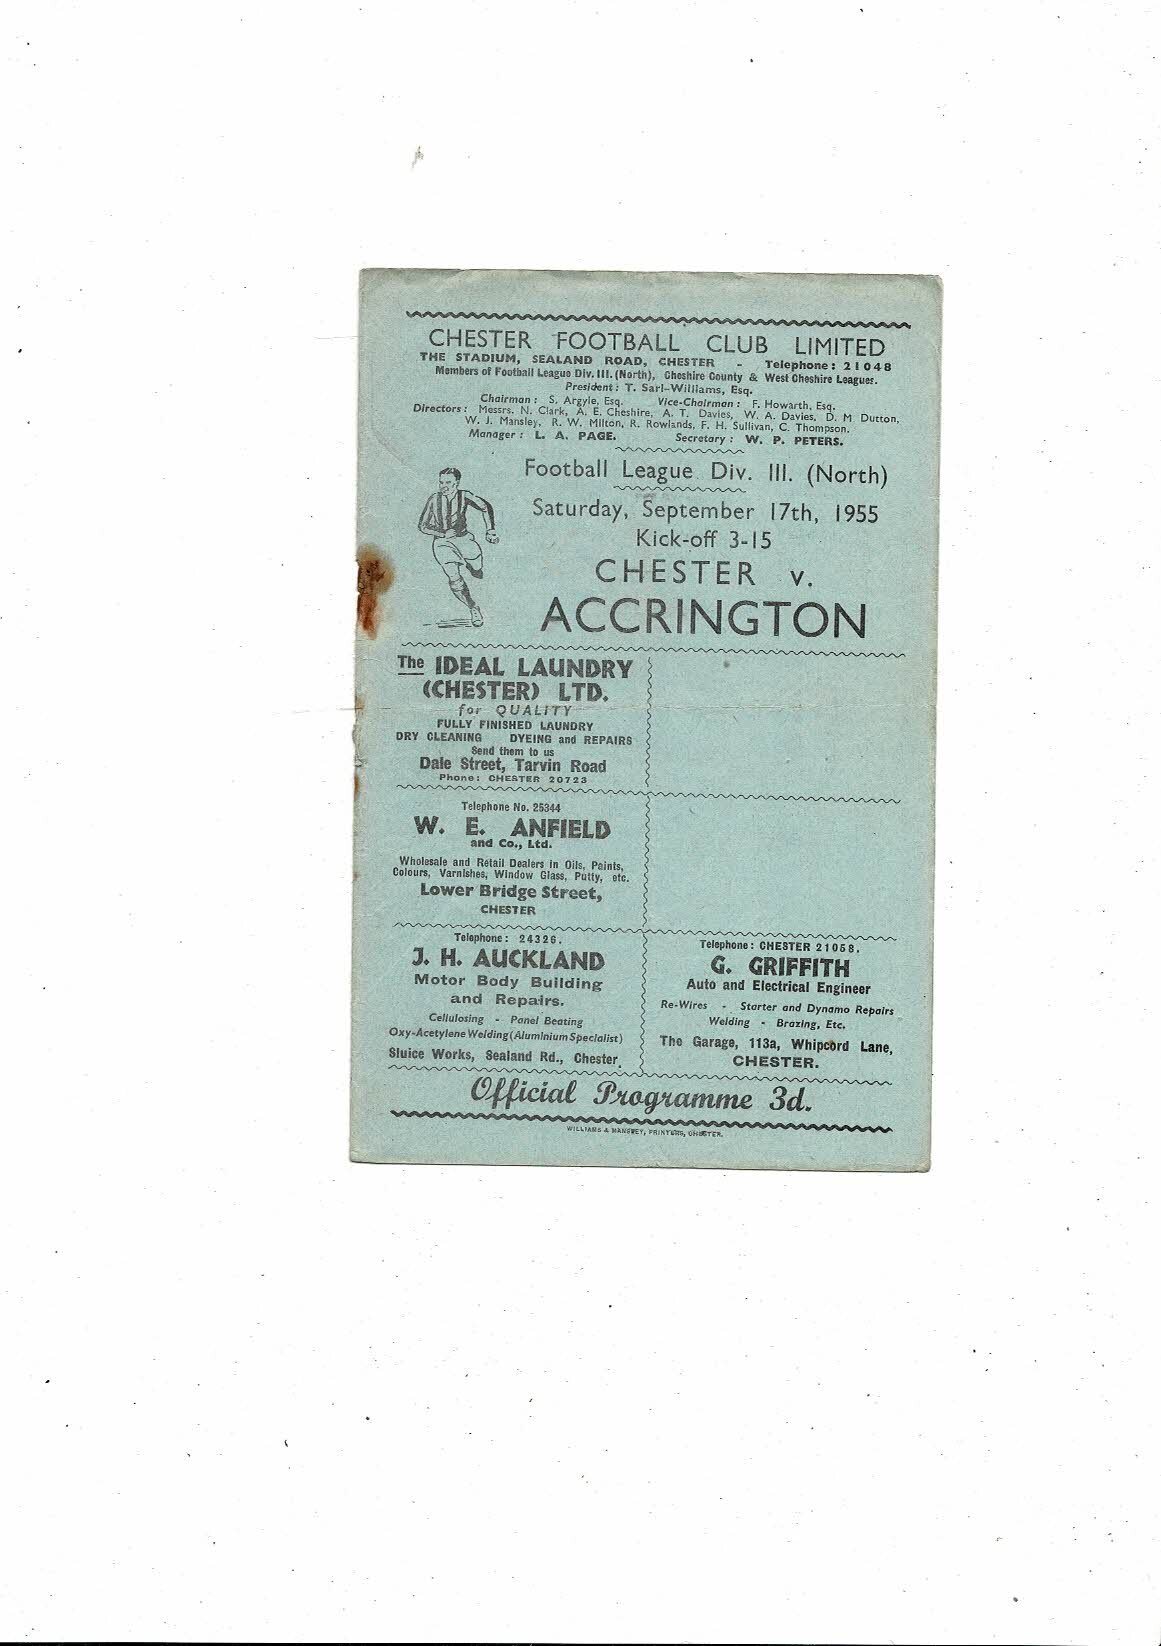 CHESTER FOOTBALL CLUB LIMITED
THE STADIUM, SEALAND ROAD, CHESTER - Telephone: 21048
Members of Football League Div. III. (North), Cheshire County & West Cheshire Leagues.
President: T. Sarl-Williams, Esq.
Chairman: S. Argyle, Esq. Vice-Chairman: F. Howarth, Esq.
Directors: Messrs. N. Clark, A. E. Cheshire, A. T. Davies, W. A. Davies, D. M Dutton,
W. J. Mansley, R. W. Milton, R. Rowlands, F. H. Sullivan, C. Thompson.
Manager: L. A. PAGE. Secretary: W. P. PETERS.
Football League Div. III. (North)
Saturday, September 17th, 1955
Kick-off 3-15
CHESTER v.
ACCRINGTON
The IDEAL LAUNDRY
(CHESTER) LTD.
for QUALITY
FULLY FINISHED LAUNDRY
DRY CLEANING DYEING and REPAIRS
Send them to us
Dale Street, Tarvin Road
Phone: CHESTER 20723
Telephone No. 25344
W. E. ANFIELD
and Co., Ltd.
Wholesale and Retail Dealers in Oils, Paints,
Colours, Varnishes, Window Glass, Putty, etc.
Lower Bridge Street,
CHESTER
Telephone: 24326.
J. H. AUCKLAND
Motor Body Building
and Repairs.
Cellulosing - Panel Beating
Oxy-Acetylene Welding (Aluminium Specialist)
Sluice Works, Sealand Rd., Chester.
Telephone: CHESTER 21058.
G. GRIFFITH
Auto and Electrical Engineer
Re-Wires - Starter and Dynamo Repairs
Welding - Brazing, Etc.
The Garage, 113a, Whipcord Lane,
CHESTER.
Official Programme 3d.
WILLIAMS & MANSLEY, PRINTERS, CHESTER.